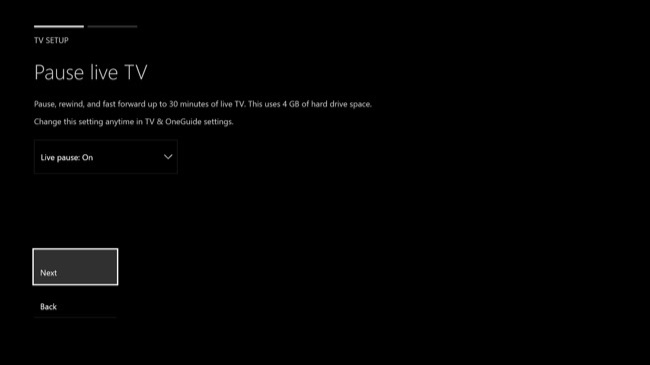 TV SETUP
Pause live TV
Pause, rewind, and fast forward up to 30 minutes of live TV. This uses 4 GB of hard drive space.
Change this setting anytime in TV & OneGuide settings.
Live pause: On
Next
Back